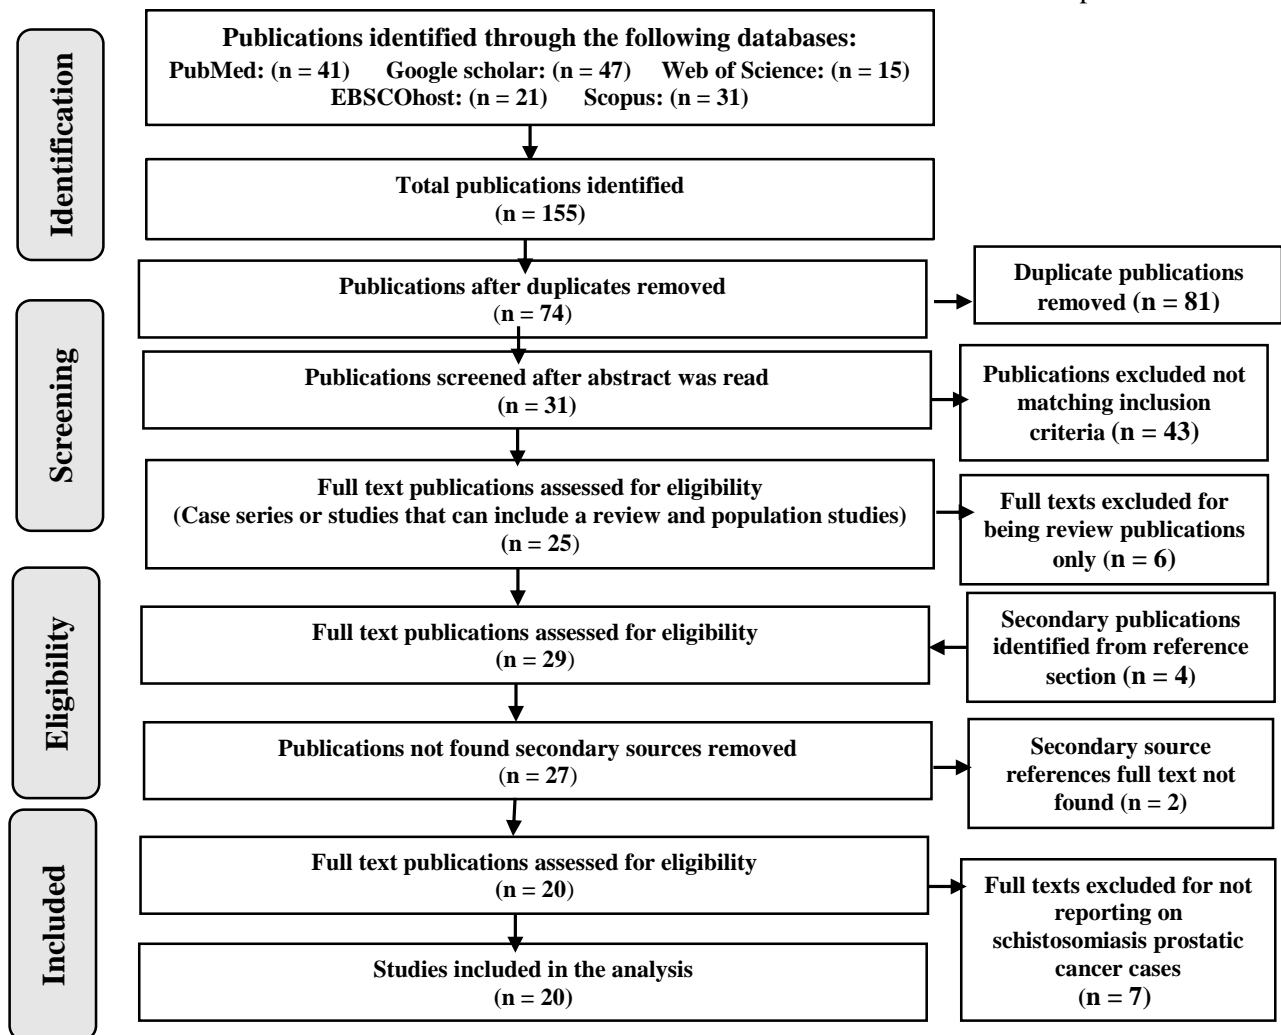 Publications identified through the following databases:
PubMed: (n = 41) Google scholar: (n = 47) Web of Science: (n = 15)
EBSCOhost: (n = 21) Scopus: (n = 31)
Identification
Total publications identified
(n = 155)
Publications after duplicates removed
(n = 74)
Duplicate publications
removed (n = 81)
Screening
Publications screened after abstract was read
(n = 31)
Publications excluded not
matching inclusion
criteria (n = 43)
Full text publications assessed for eligibility
(Case series or studies that can include a review and population studies)
(n = 25)
Full texts excluded for
being review publications
only (n = 6)
Eligibility
Full text publications assessed for eligibility
(n = 29)
Secondary publications
identified from reference
section (n = 4)
Publications not found secondary sources removed
(n = 27)
Secondary source
references full text not
found (n = 2)
Included
Full text publications assessed for eligibility
(n = 20)
Full texts excluded for not
reporting on
schistosomiasis prostatic
cancer cases
(n = 7)
Studies included in the analysis
(n = 20)